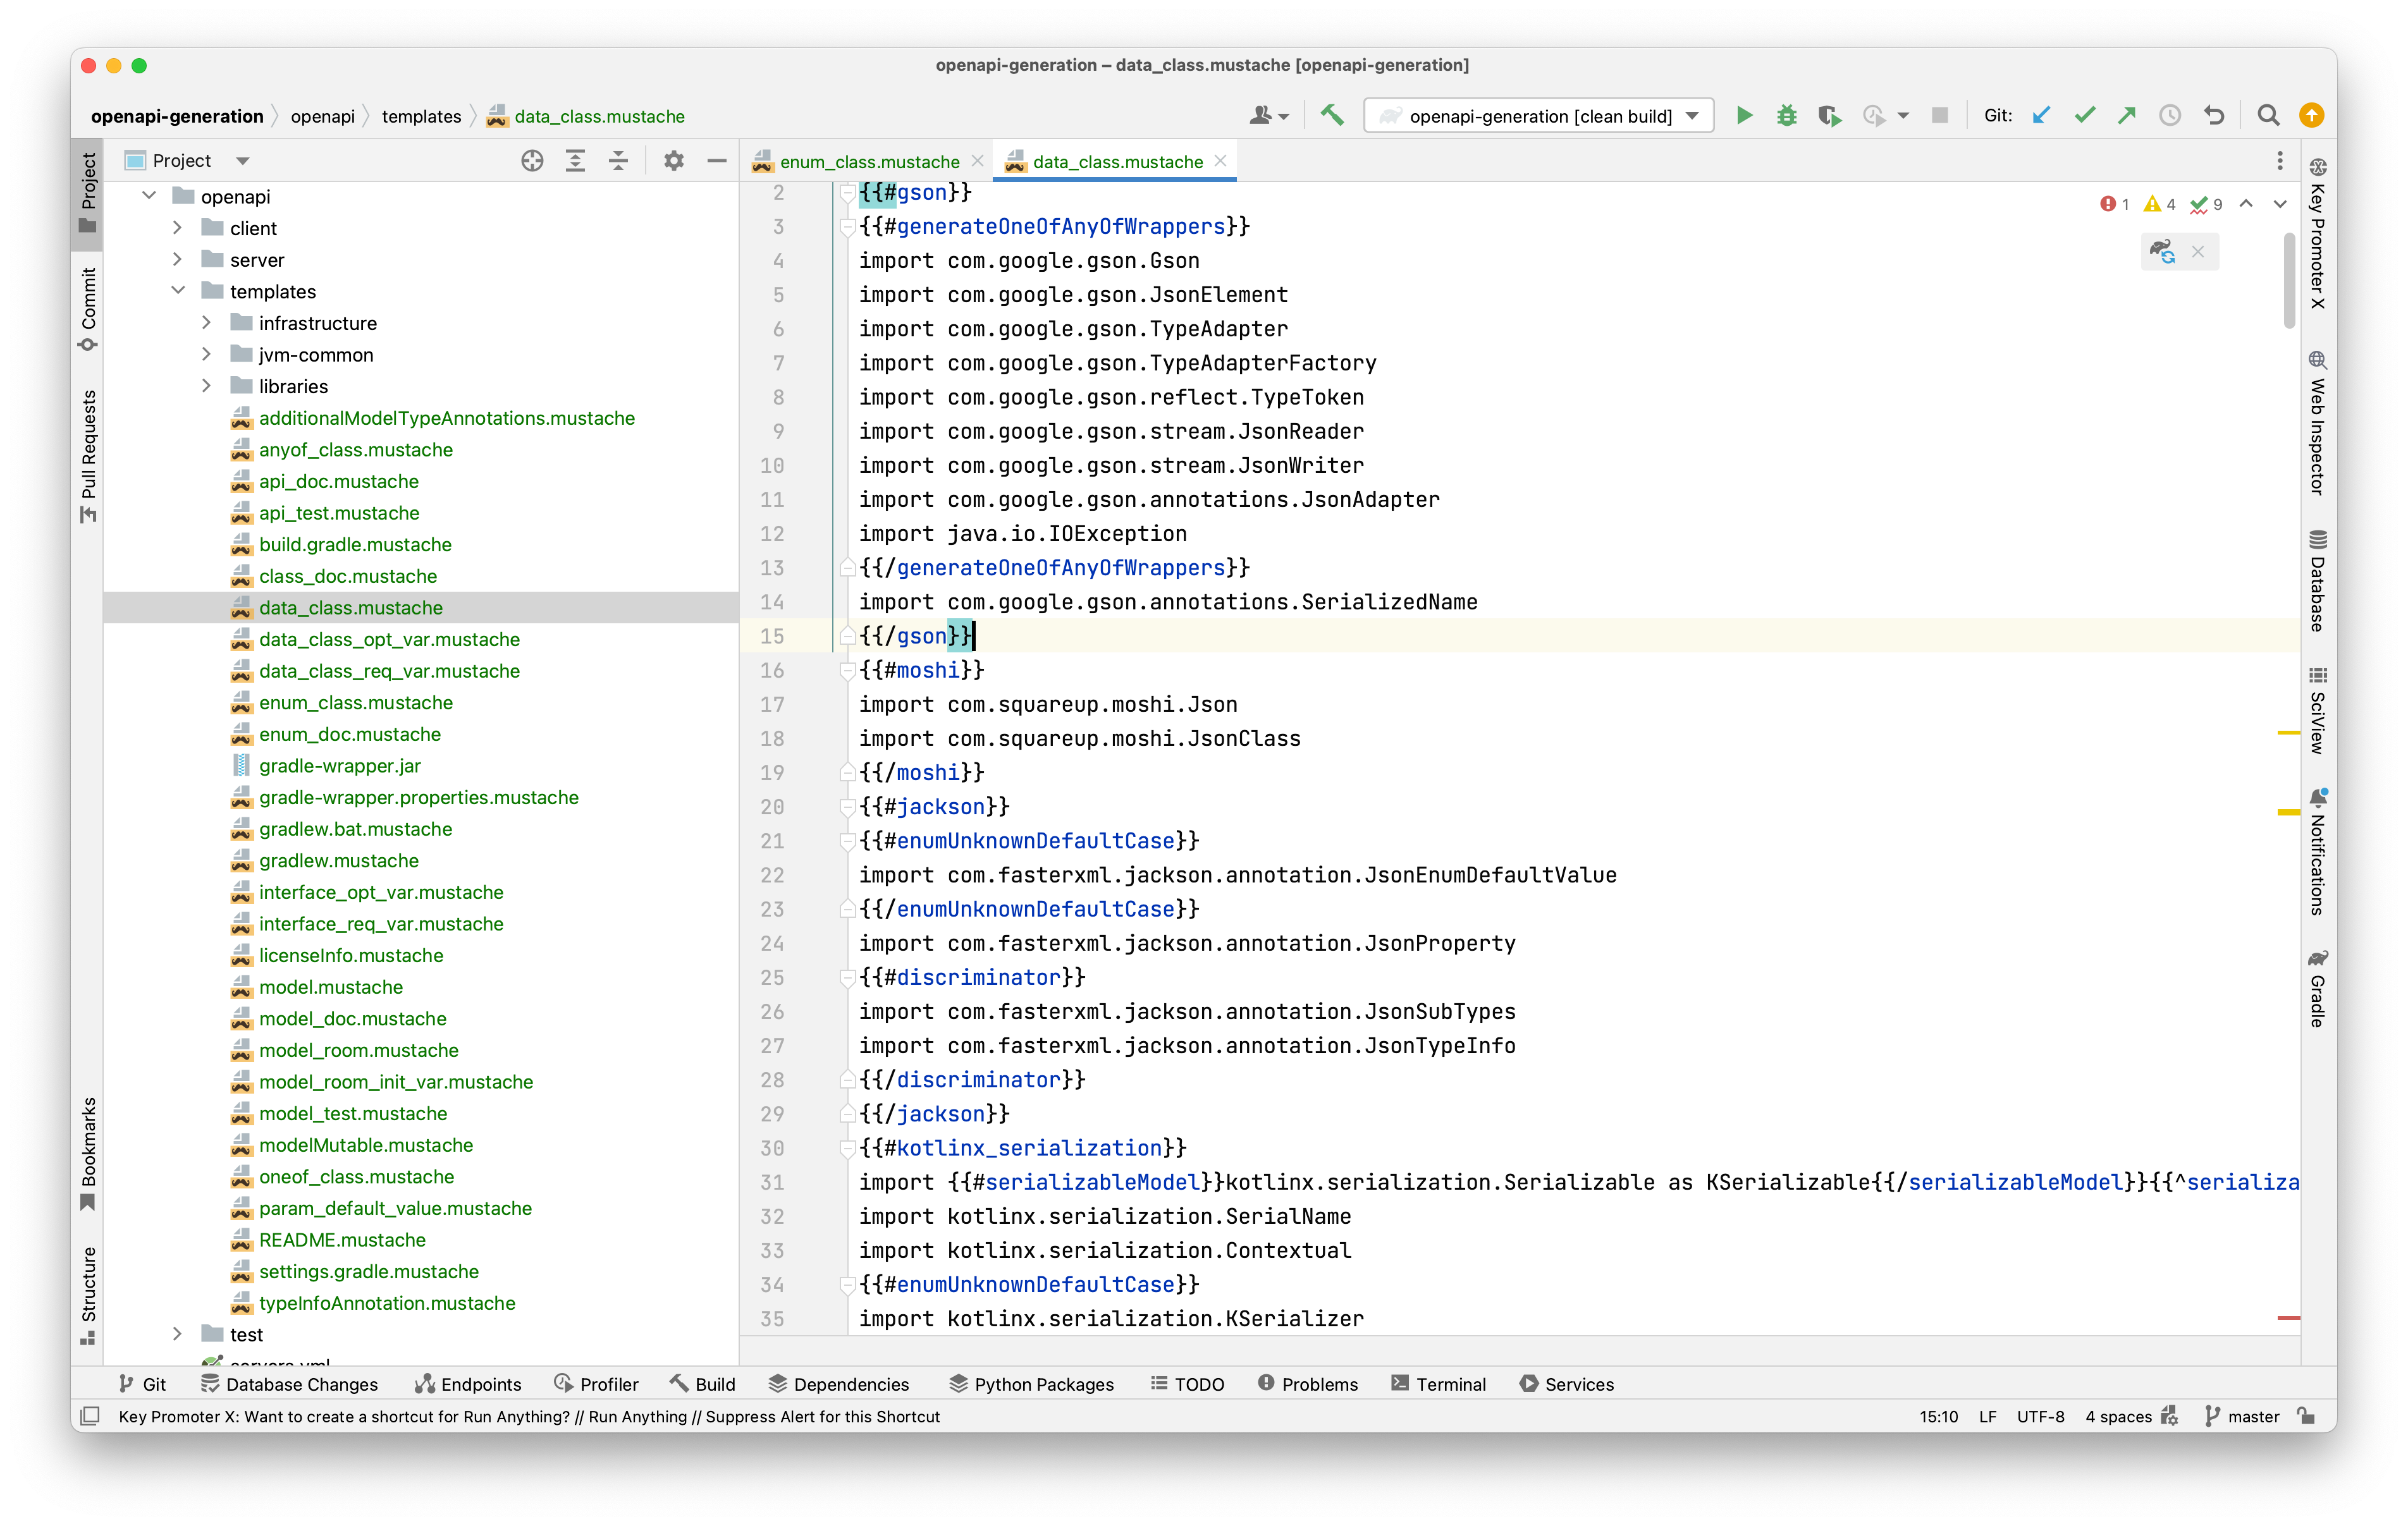 openapi-generation – data_class.mustache [openapi-generation]
openapi-generation openapi templates data_class.mustache
openapi-generation [clean build]
Git:
Project
enum_class.mustache
data_class.mustache
Project
Commit
Pull Requests
Bookmarks
Structure
openapi
client
server
templates
infrastructure
jvm-common
libraries
additionalModelTypeAnnotations.mustache
anyof_class.mustache
api_doc.mustache
api_test.mustache
build.gradle.mustache
class_doc.mustache
data_class.mustache
data_class_opt_var.mustache
data_class_req_var.mustache
enum_class.mustache
enum_doc.mustache
gradle-wrapper.jar
gradle-wrapper.properties.mustache
gradlew.bat.mustache
gradlew.mustache
interface_opt_var.mustache
interface_req_var.mustache
licenseInfo.mustache
model.mustache
model_doc.mustache
model_room.mustache
model_room_init_var.mustache
model_test.mustache
modelMutable.mustache
oneof_class.mustache
param_default_value.mustache
README.mustache
settings.gradle.mustache
typeInfoAnnotation.mustache
test
servers.yml
1 4 9
2 {{#gson}}
3 {{#generateOneOfAnyOfWrappers}}
4 import com.google.gson.Gson
5 import com.google.gson.JsonElement
6 import com.google.gson.TypeAdapter
7 import com.google.gson.TypeAdapterFactory
8 import com.google.gson.reflect.TypeToken
9 import com.google.gson.stream.JsonReader
10 import com.google.gson.stream.JsonWriter
11 import com.google.gson.annotations.JsonAdapter
12 import java.io.IOException
13 {{/generateOneOfAnyOfWrappers}}
14 import com.google.gson.annotations.SerializedName
15 {{/gson}}
16 {{#moshi}}
17 import com.squareup.moshi.Json
18 import com.squareup.moshi.JsonClass
19 {{/moshi}}
20 {{#jackson}}
21 {{#enumUnknownDefaultCase}}
22 import com.fasterxml.jackson.annotation.JsonEnumDefaultValue
23 {{/enumUnknownDefaultCase}}
24 import com.fasterxml.jackson.annotation.JsonProperty
25 {{#discriminator}}
26 import com.fasterxml.jackson.annotation.JsonSubTypes
27 import com.fasterxml.jackson.annotation.JsonTypeInfo
28 {{/discriminator}}
29 {{/jackson}}
30 {{#kotlinx_serialization}}
31 import {{#serializableModel}}kotlinx.serialization.Serializable as KSerializable{{/serializableModel}}{{^serializa
32 import kotlinx.serialization.SerialName
33 import kotlinx.serialization.Contextual
34 {{#enumUnknownDefaultCase}}
35 import kotlinx.serialization.KSerializer
Key Promoter X
Web Inspector
Database
SciView
Notifications
Gradle
Git Database Changes Endpoints Profiler Build Dependencies Python Packages TODO Problems Terminal Services
Key Promoter X: Want to create a shortcut for Run Anything? // Run Anything // Suppress Alert for this Shortcut
15:10 LF UTF-8 4 spaces master